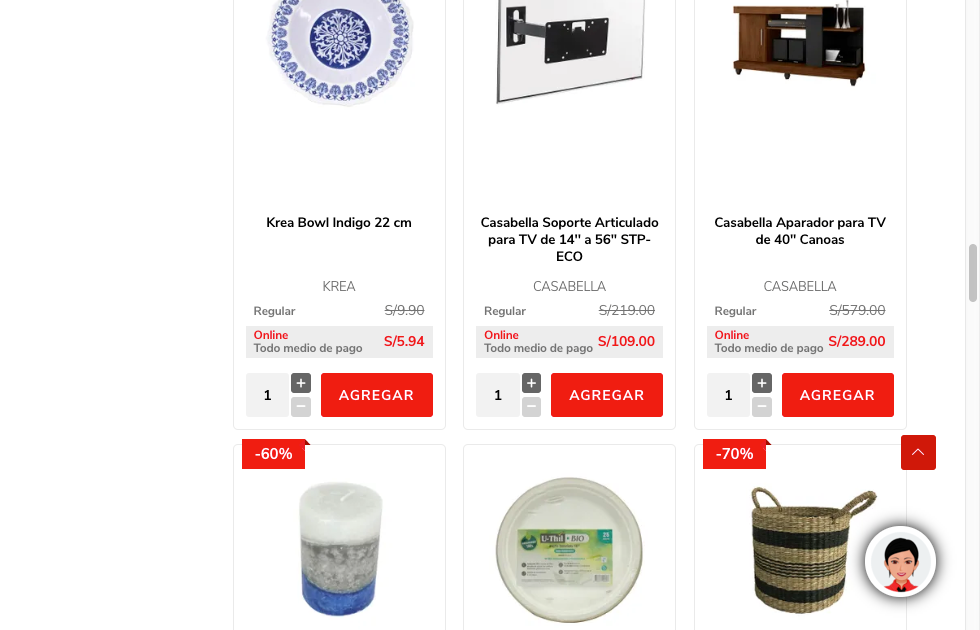 Krea Bowl Indigo 22 cm
KREA
Regular S/9.90
Online
Todo medio de pago S/5.94
1 + AGREGAR
−
Casabella Soporte Articulado
para TV de 14'' a 56'' STP-
ECO
CASABELLA
Regular S/219.00
Online
Todo medio de pago S/109.00
1 + AGREGAR
−
Casabella Aparador para TV
de 40'' Canoas
CASABELLA
Regular S/579.00
Online
Todo medio de pago S/289.00
1 + AGREGAR
−
-60%
U-Thil BIO
25
-70%